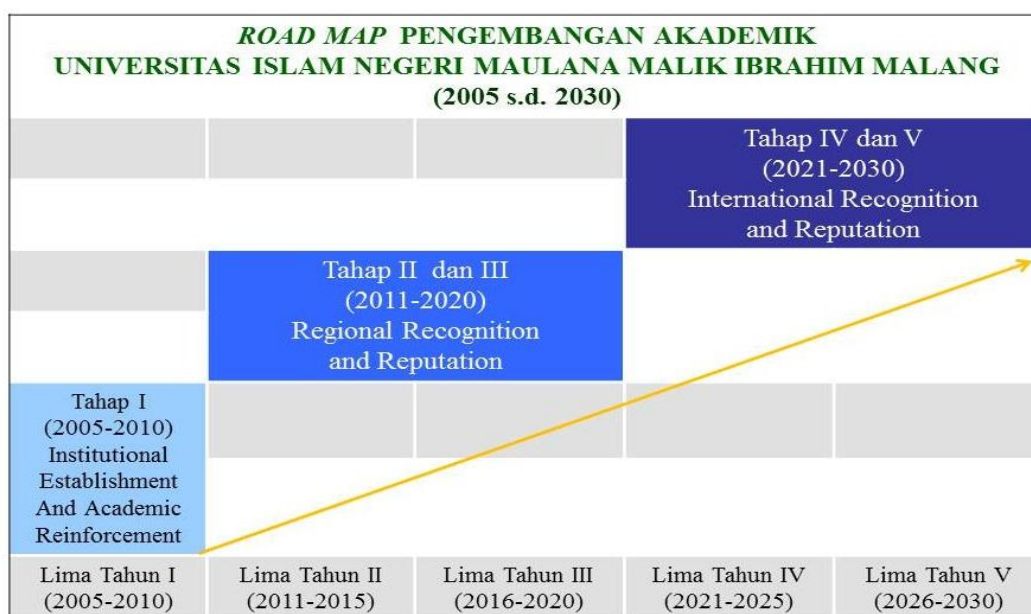 ROAD MAP PENGEMBANGAN AKADEMIK
UNIVERSITAS ISLAM NEGERI MAULANA MALIK IBRAHIM MALANG
(2005 s.d. 2030)
Tahap IV dan V
(2021-2030)
International Recognition
and Reputation
Tahap II dan III
(2011-2020)
Regional Recognition
and Reputation
Tahap I
(2005-2010)
Institutional
Establishment
And Academic
Reinforcement
Lima Tahun I
(2005-2010)
Lima Tahun II
(2011-2015)
Lima Tahun III
(2016-2020)
Lima Tahun IV
(2021-2025)
Lima Tahun V
(2026-2030)